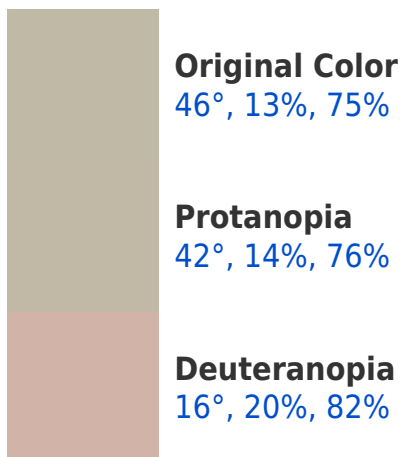 Original Color
46°, 13%, 75%
Protanopia
42°, 14%, 76%
Deuteranopia
16°, 20%, 82%